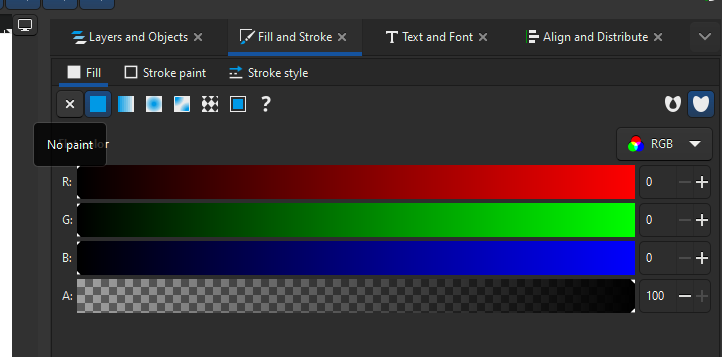 Layers and Objects
Fill and Stroke
Text and Font
Align and Distribute
Fill
Stroke paint
Stroke style
?
No paint
RGB
R: 0
G: 0
B: 0
A: 100